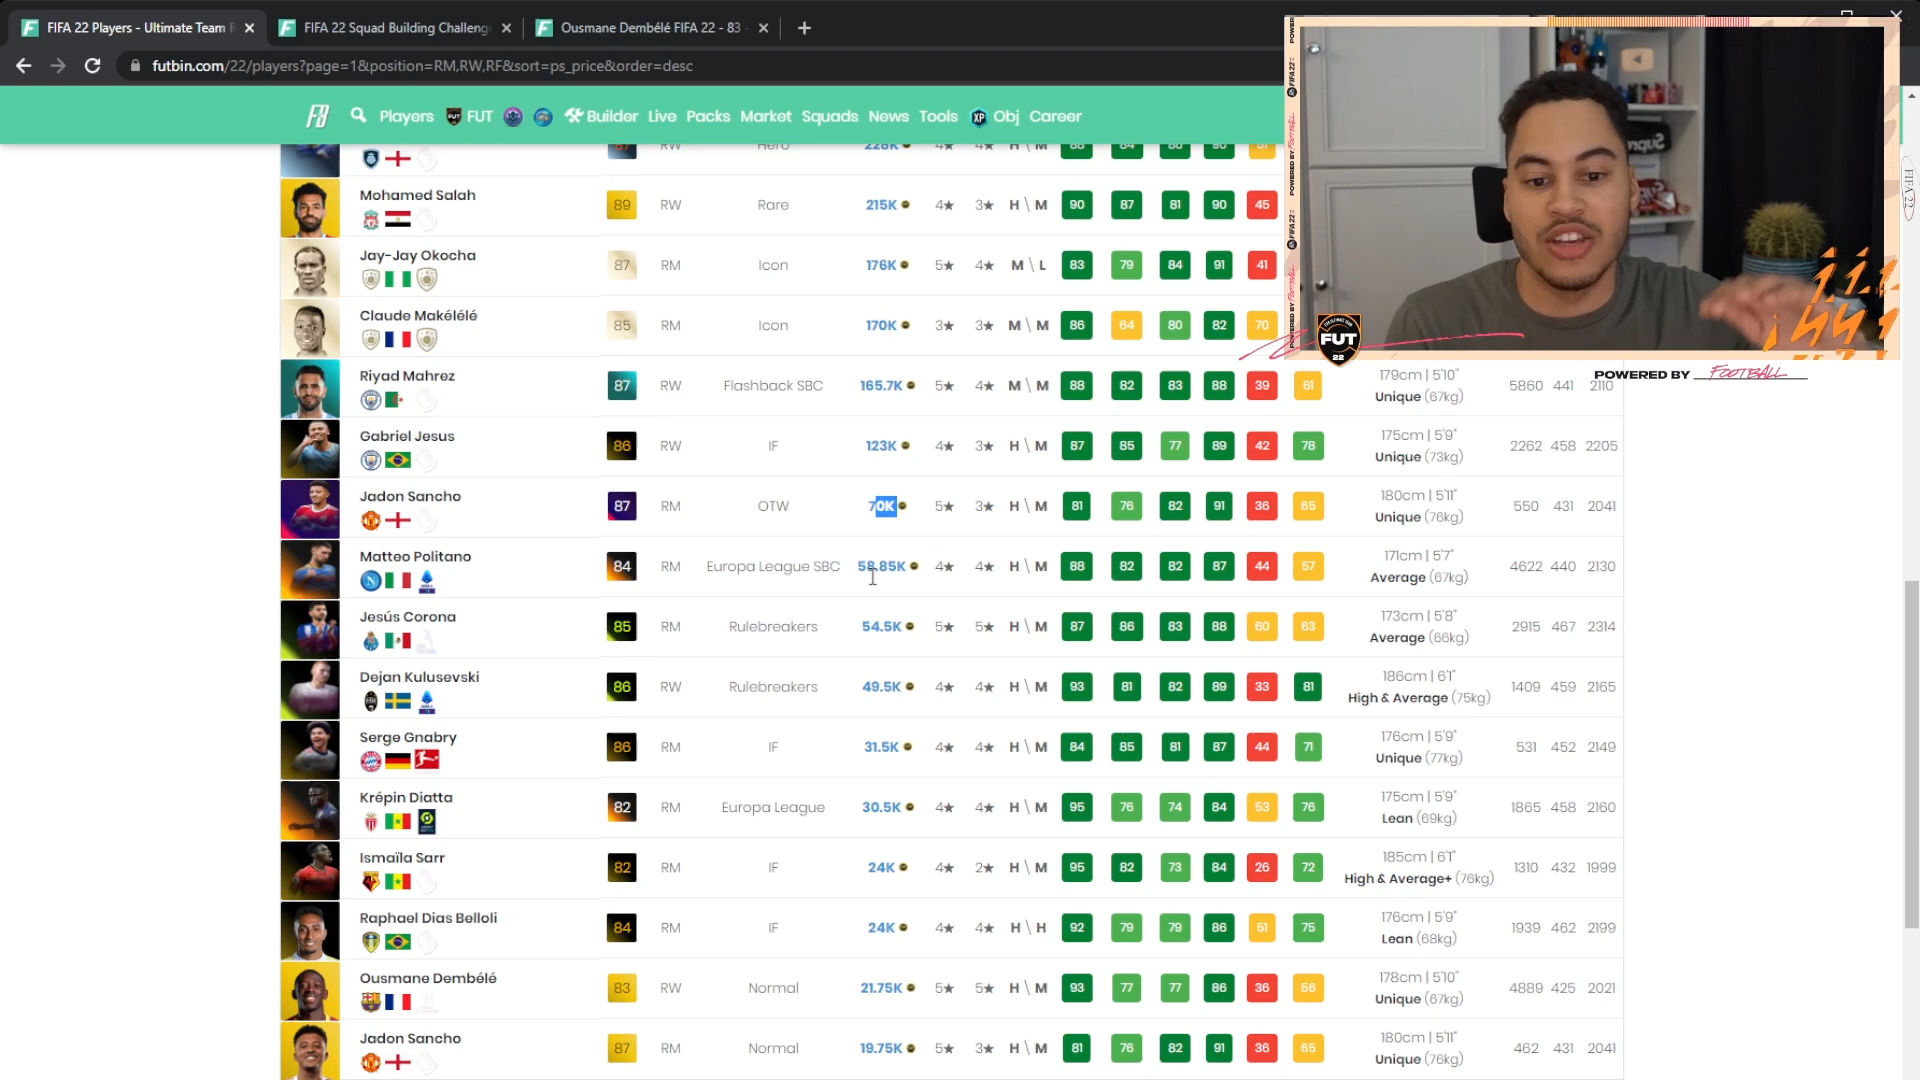 FIFA 22 Players - Ultimate Team
FIFA 22 Squad Building Challeng
Ousmane Dembélé FIFA 22 - 83
futbin.com/22/players?page=1&position=RM,RW,RF&sort=ps_price&order=desc
FB Players FUT Builder Live Packs Market Squads News Tools XP Obj Career
87 RW Hero 228K 4★ 4★ H \ M 88 84 86 90 61
Mohamed Salah 89 RW Rare 215K 4★ 3★ H \ M 90 87 81 90 45
Jay-Jay Okocha 87 RM Icon 176K 5★ 4★ M \ L 83 79 84 91 41
Claude Makélélé 85 RM Icon 170K 3★ 3★ M \ M 86 64 80 82 70
Riyad Mahrez 87 RW Flashback SBC 165.7K 5★ 4★ M \ M 88 82 83 88 39 61 179cm | 5'10" 5860 441 2110
Unique (67kg)
Gabriel Jesus 86 RW IF 123K 4★ 3★ H \ M 87 85 77 89 42 78 175cm | 5'9" 2262 458 2205
Unique (73kg)
Jadon Sancho 87 RM OTW 70K 5★ 3★ H \ M 81 76 82 91 36 65 180cm | 5'11" 550 431 2041
Unique (76kg)
Matteo Politano 84 RM Europa League SBC 58.85K 4★ 4★ H \ M 88 82 82 87 44 57 171cm | 5'7" 4622 440 2130
Average (67kg)
Jesús Corona 85 RM Rulebreakers 54.5K 5★ 5★ H \ M 87 86 83 88 60 63 173cm | 5'8" 2915 467 2314
Average (66kg)
Dejan Kulusevski 86 RW Rulebreakers 49.5K 4★ 4★ H \ M 93 81 82 89 33 81 186cm | 6'1" 1409 459 2165
High & Average (75kg)
Serge Gnabry 86 RM IF 31.5K 4★ 4★ H \ M 84 85 81 87 44 71 176cm | 5'9" 531 452 2149
Unique (77kg)
Krépin Diatta 82 RM Europa League 30.5K 4★ 4★ H \ M 95 76 74 84 53 76 175cm | 5'9" 1865 458 2160
Lean (69kg)
Ismaïla Sarr 82 RM IF 24K 4★ 2★ H \ M 95 82 73 84 26 72 185cm | 6'1" 1310 432 1999
High & Average+ (76kg)
Raphael Dias Belloli 84 RM IF 24K 4★ 4★ H \ H 92 79 79 86 51 75 176cm | 5'9" 1939 462 2199
Lean (68kg)
Ousmane Dembélé 83 RW Normal 21.75K 5★ 5★ H \ M 93 77 77 86 36 56 178cm | 5'10" 4889 425 2021
Unique (67kg)
Jadon Sancho 87 RM Normal 19.75K 5★ 3★ H \ M 81 76 82 91 36 65 180cm | 5'11" 462 431 2041
Unique (76kg)
FUT
22
POWERED BY FOOTBALL
FIFA 22